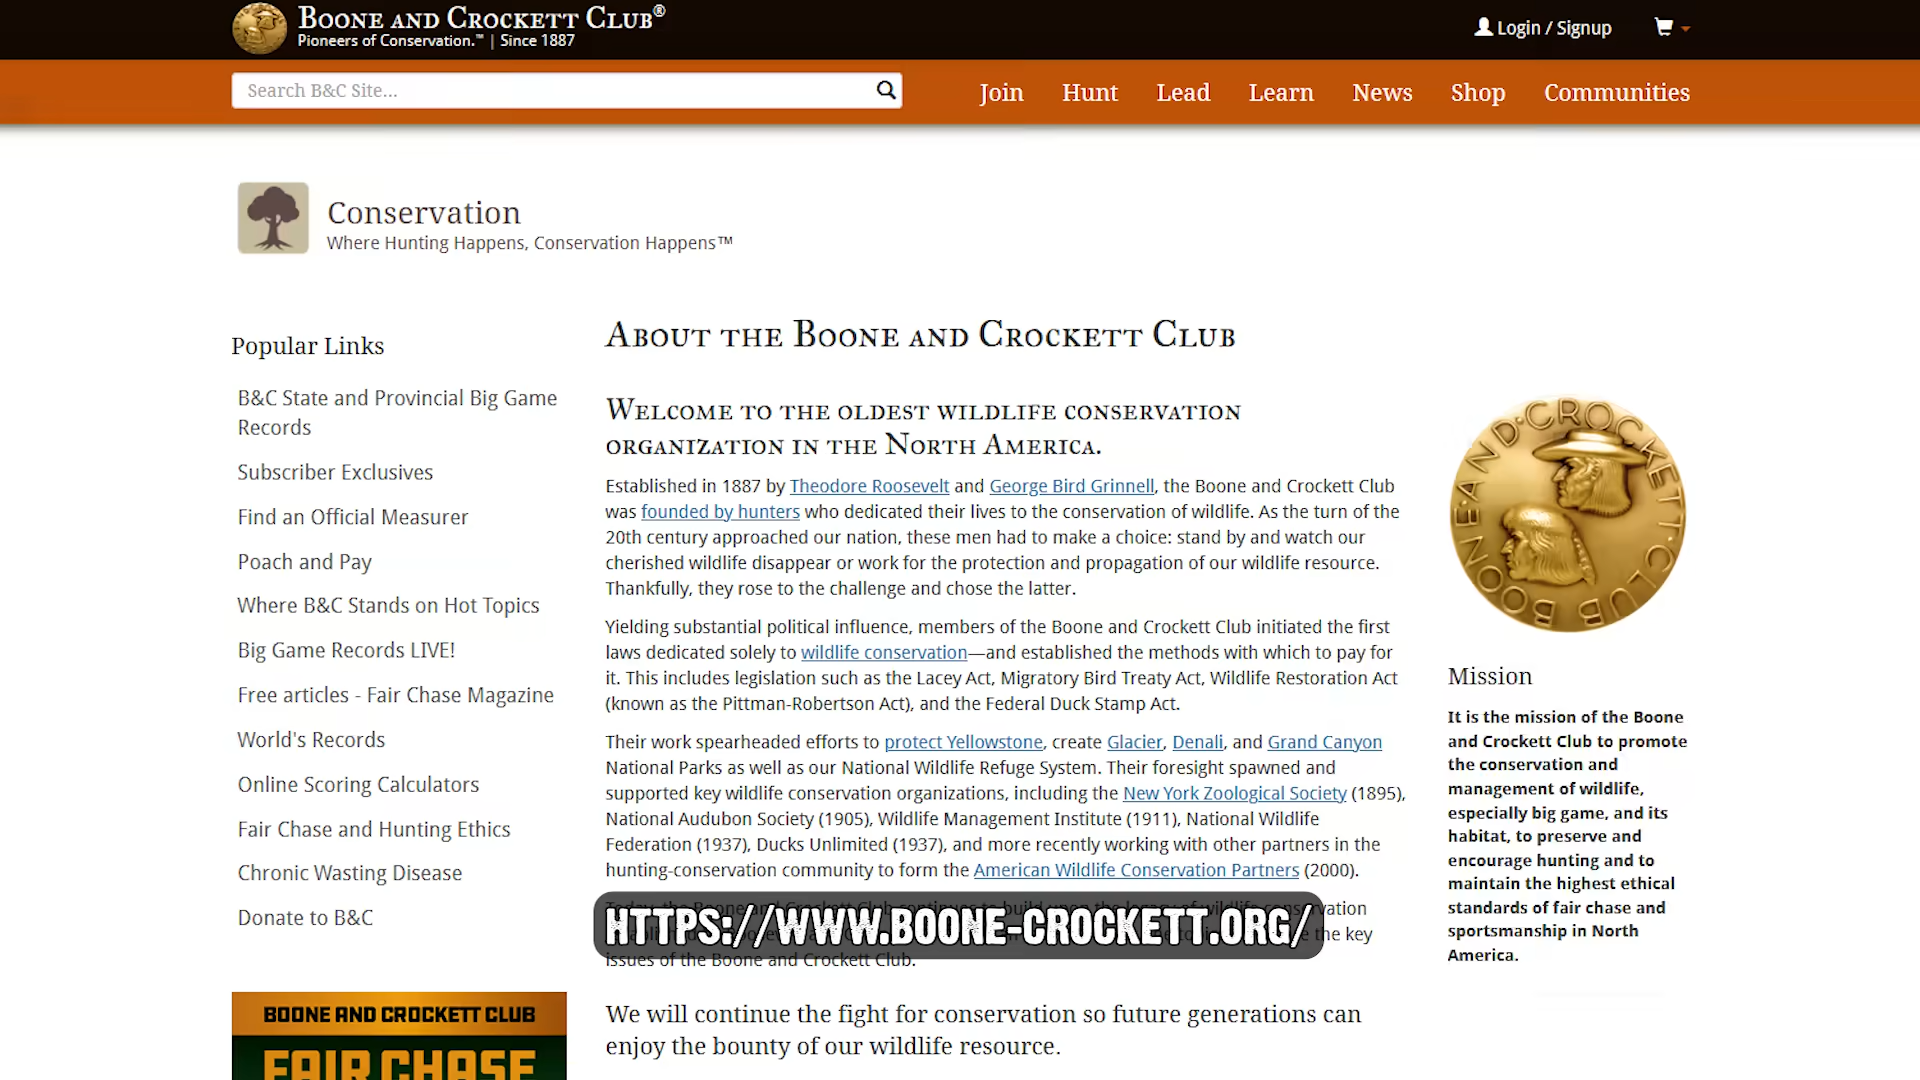 BOONE AND CROCKETT CLUB®
Pioneers of Conservation.™ | Since 1887
Login / Signup
Search B&C Site...
Join
Hunt
Lead
Learn
News
Shop
Communities
Conservation
Where Hunting Happens, Conservation Happens™
Popular Links
B&C State and Provincial Big Game
Records
Subscriber Exclusives
Find an Official Measurer
Poach and Pay
Where B&C Stands on Hot Topics
Big Game Records LIVE!
Free articles - Fair Chase Magazine
World's Records
Online Scoring Calculators
Fair Chase and Hunting Ethics
Chronic Wasting Disease
Donate to B&C
BOONE AND CROCKETT CLUB
FAIR CHASE
ABOUT THE BOONE AND CROCKETT CLUB
WELCOME TO THE OLDEST WILDLIFE CONSERVATION
ORGANIZATION IN THE NORTH AMERICA.
Established in 1887 by Theodore Roosevelt and George Bird Grinnell, the Boone and Crockett Club
was founded by hunters who dedicated their lives to the conservation of wildlife. As the turn of the
20th century approached our nation, these men had to make a choice: stand by and watch our
cherished wildlife disappear or work for the protection and propagation of our wildlife resource.
Thankfully, they rose to the challenge and chose the latter.
Yielding substantial political influence, members of the Boone and Crockett Club initiated the first
laws dedicated solely to wildlife conservation—and established the methods with which to pay for
it. This includes legislation such as the Lacey Act, Migratory Bird Treaty Act, Wildlife Restoration Act
(known as the Pittman-Robertson Act), and the Federal Duck Stamp Act.
Their work spearheaded efforts to protect Yellowstone, create Glacier, Denali, and Grand Canyon
National Parks as well as our National Wildlife Refuge System. Their foresight spawned and
supported key wildlife conservation organizations, including the New York Zoological Society (1895),
National Audubon Society (1905), Wildlife Management Institute (1911), National Wildlife
Federation (1937), Ducks Unlimited (1937), and more recently working with other partners in the
hunting-conservation community to form the American Wildlife Conservation Partners (2000).
HTTPS://WWW.BOONE-CROCKETT.ORG/
the key
issues of the Boone and Crockett Club.
We will continue the fight for conservation so future generations can
enjoy the bounty of our wildlife resource.
BOONE·AND·CROCKETT·CLUB
Mission
It is the mission of the Boone
and Crockett Club to promote
the conservation and
management of wildlife,
especially big game, and its
habitat, to preserve and
encourage hunting and to
maintain the highest ethical
standards of fair chase and
sportsmanship in North
America.